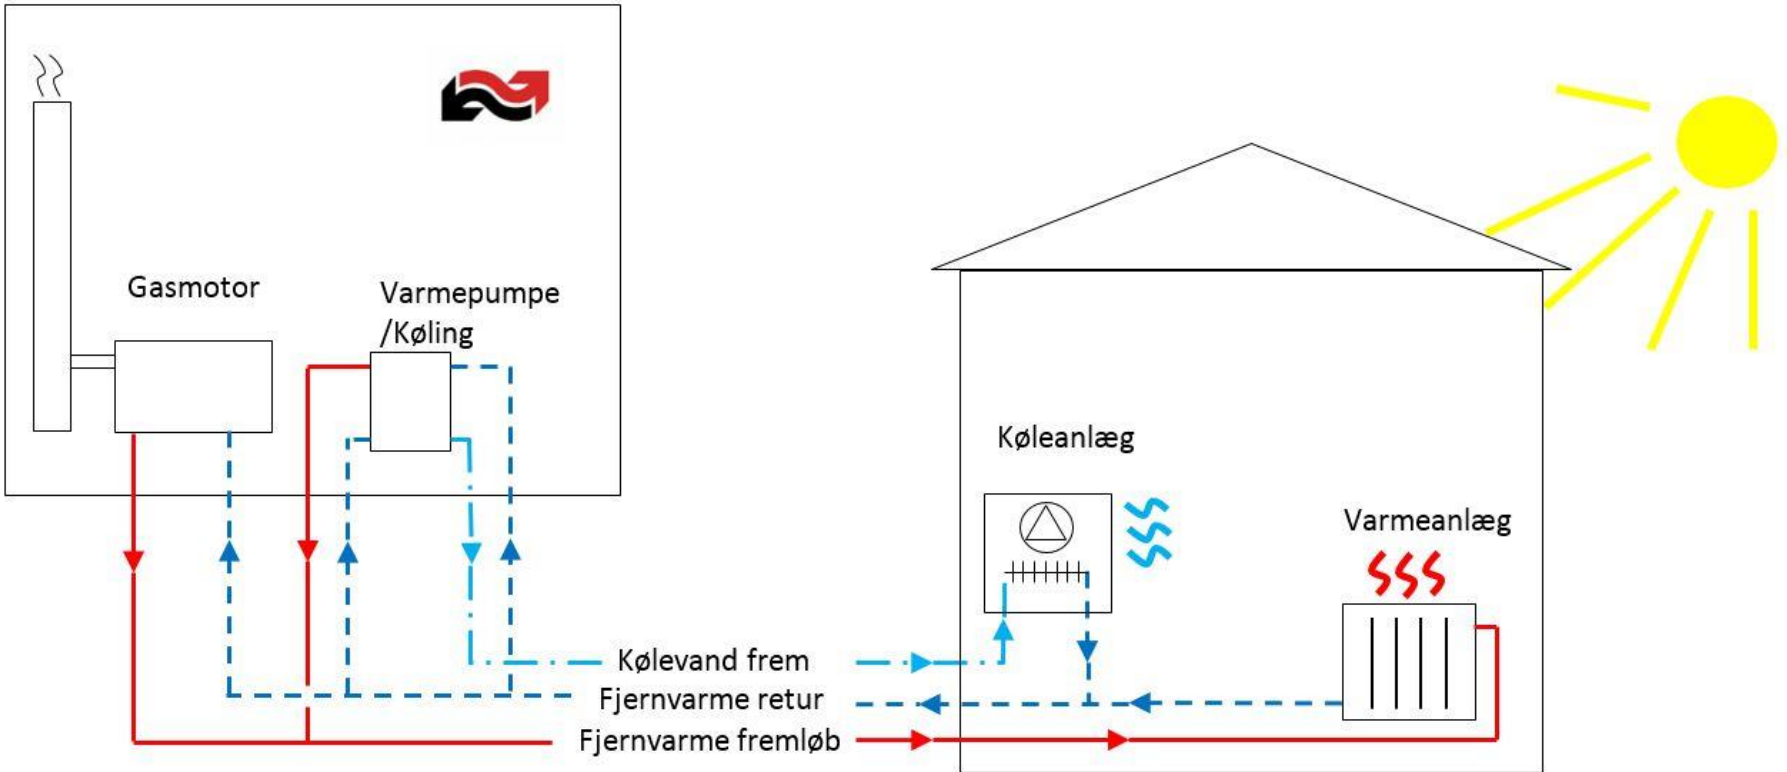 Gasmotor
Varmepumpe
/Køling
Køleanlæg
Varmeanlæg
Kølevand frem
Fjernvarme retur
Fjernvarme fremløb